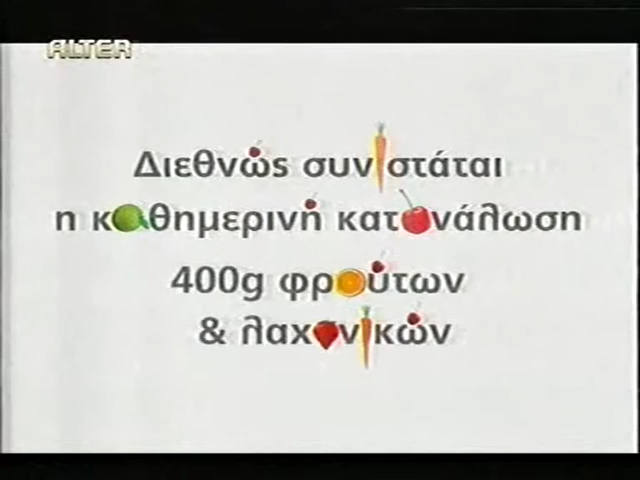 ALTER
Διεθνώς συνιστάται
η καθημερινή κατανάλωση
400g φρούτων
& λαχανικών